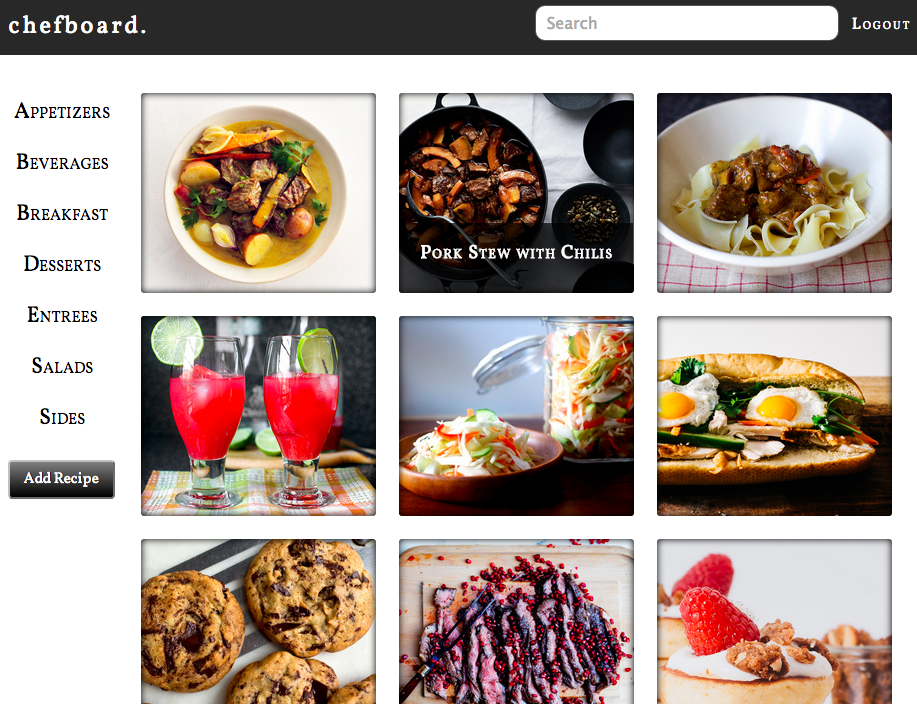 chefboard.
Search
Logout
Appetizers
Beverages
Breakfast
Desserts
Entrees
Salads
Sides
Add Recipe
Pork Stew with Chilis